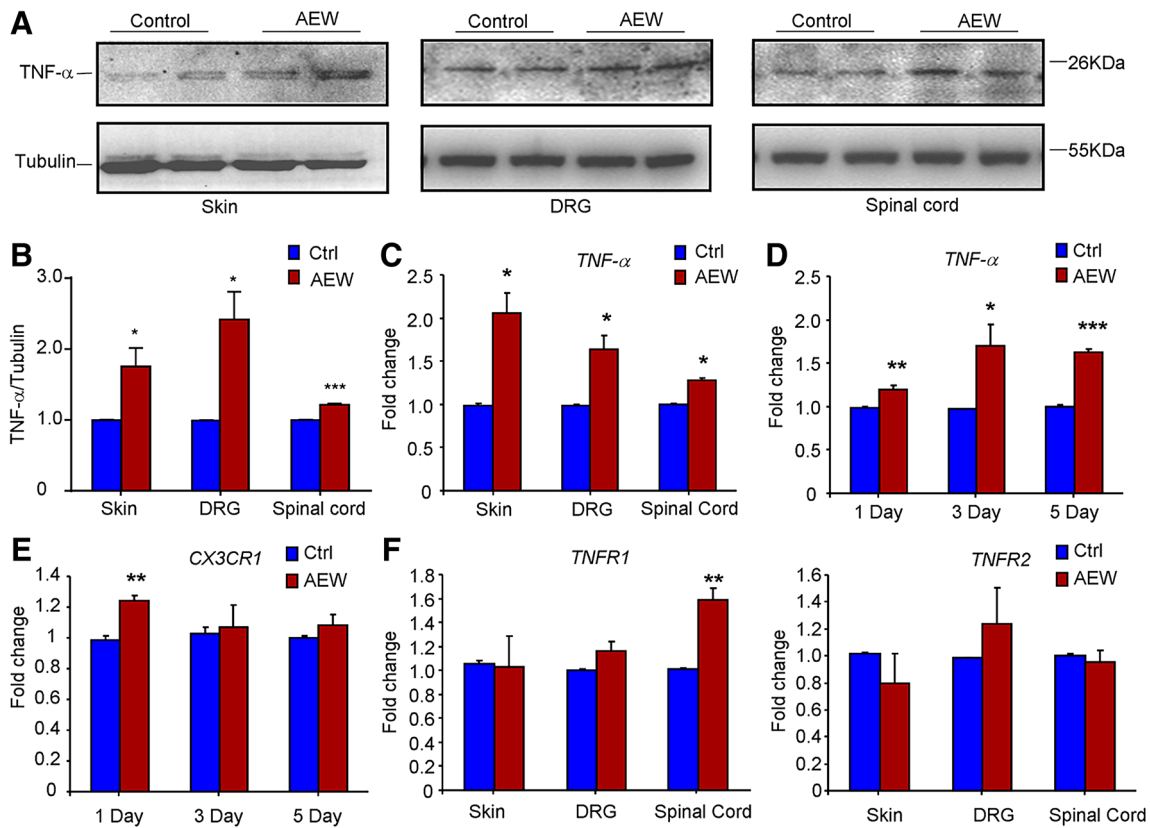 A
Control AEW Control AEW Control AEW
TNF-α 26KDa
Tubulin 55KDa
Skin DRG Spinal cord
B
Ctrl
AEW
TNF-α/Tubulin
3.0
2.0
1.0
0
* * ***
Skin DRG Spinal cord
C
TNF-α
Ctrl
AEW
Fold change
2.5
2.0
1.5
1.0
0.5
0
* * *
Skin DRG Spinal Cord
D
TNF-α
Ctrl
AEW
Fold change
2.5
2.0
1.5
1.0
0.5
0
** * ***
1 Day 3 Day 5 Day
E
CX3CR1
Ctrl
AEW
Fold change
1.4
1.2
1
0.8
0.6
0.4
0.2
0
**
1 Day 3 Day 5 Day
F
TNFR1
Fold change
1.8
1.6
1.4
1.2
1.0
0.8
0.6
0.4
0.2
0
**
Skin DRG Spinal Cord
TNFR2
Ctrl
AEW
Fold change
1.6
1.4
1.2
1.0
0.8
0.6
0.4
0.2
0
Skin DRG Spinal Cord